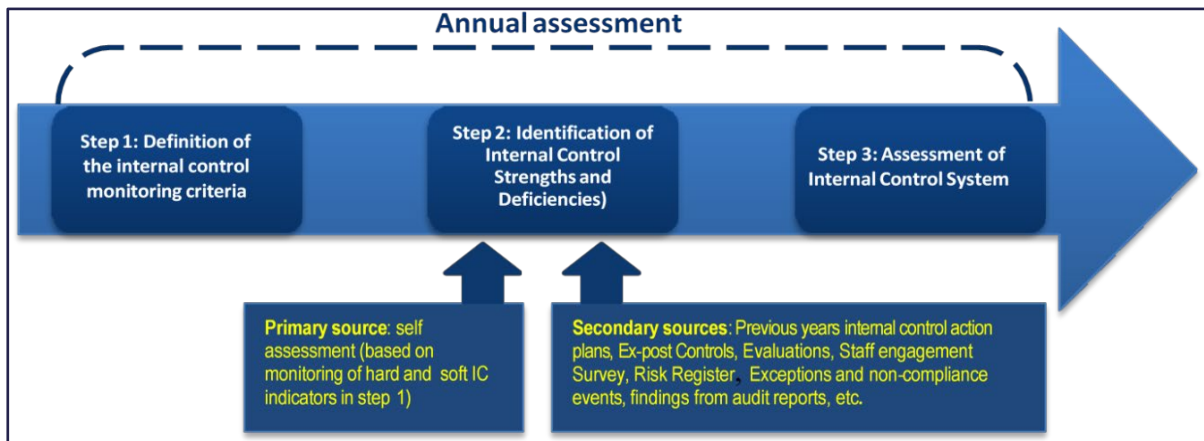 Annual assessment
Step 1: Definition of
the internal control
monitoring criteria
Step 2: Identification of
Internal Control
Strengths and
Deficiencies)
Step 3: Assessment of
Internal Control System
Primary source: self
assessment (based on
monitoring of hard and soft IC
indicators in step 1)
Secondary sources: Previous years internal control action
plans, Ex-post Controls, Evaluations, Staff engagement
Survey, Risk Register, Exceptions and non-compliance
events, findings from audit reports, etc.